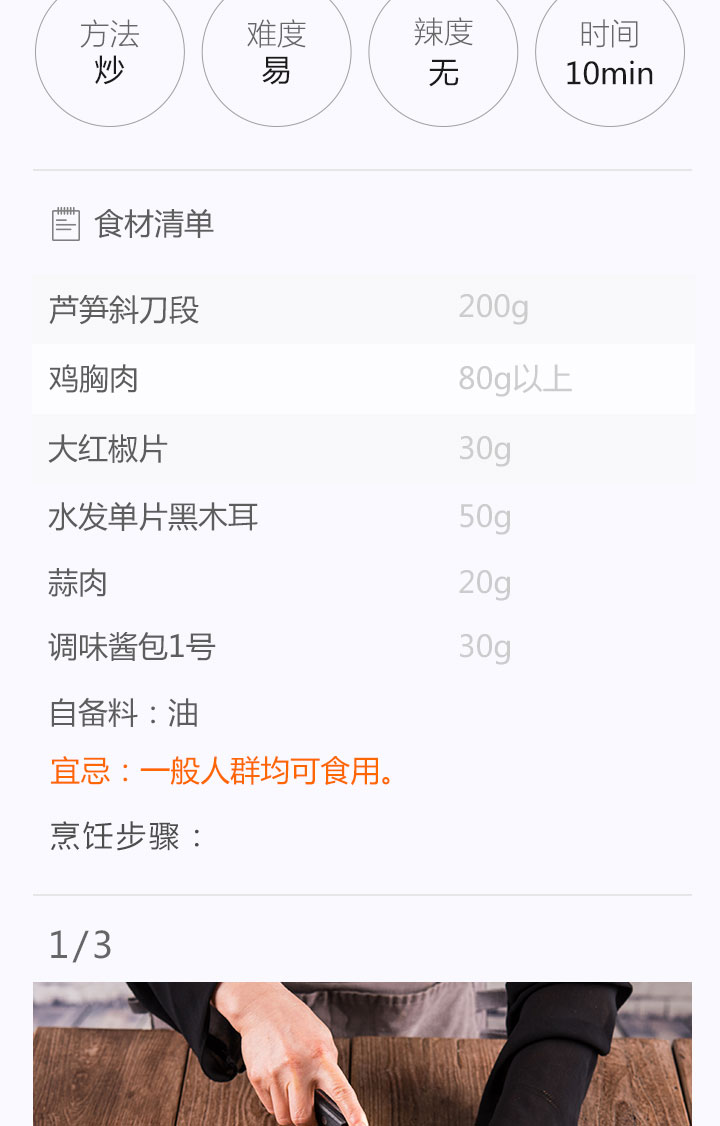 方法 难度 辣度 时间
炒 易 无 10min
食材清单
芦笋斜刀段 200g
鸡胸肉 80g以上
大红椒片 30g
水发单片黑木耳 50g
蒜肉 20g
调味酱包1号 30g
自备料：油
宜忌：一般人群均可食用。
烹饪步骤：
1/3